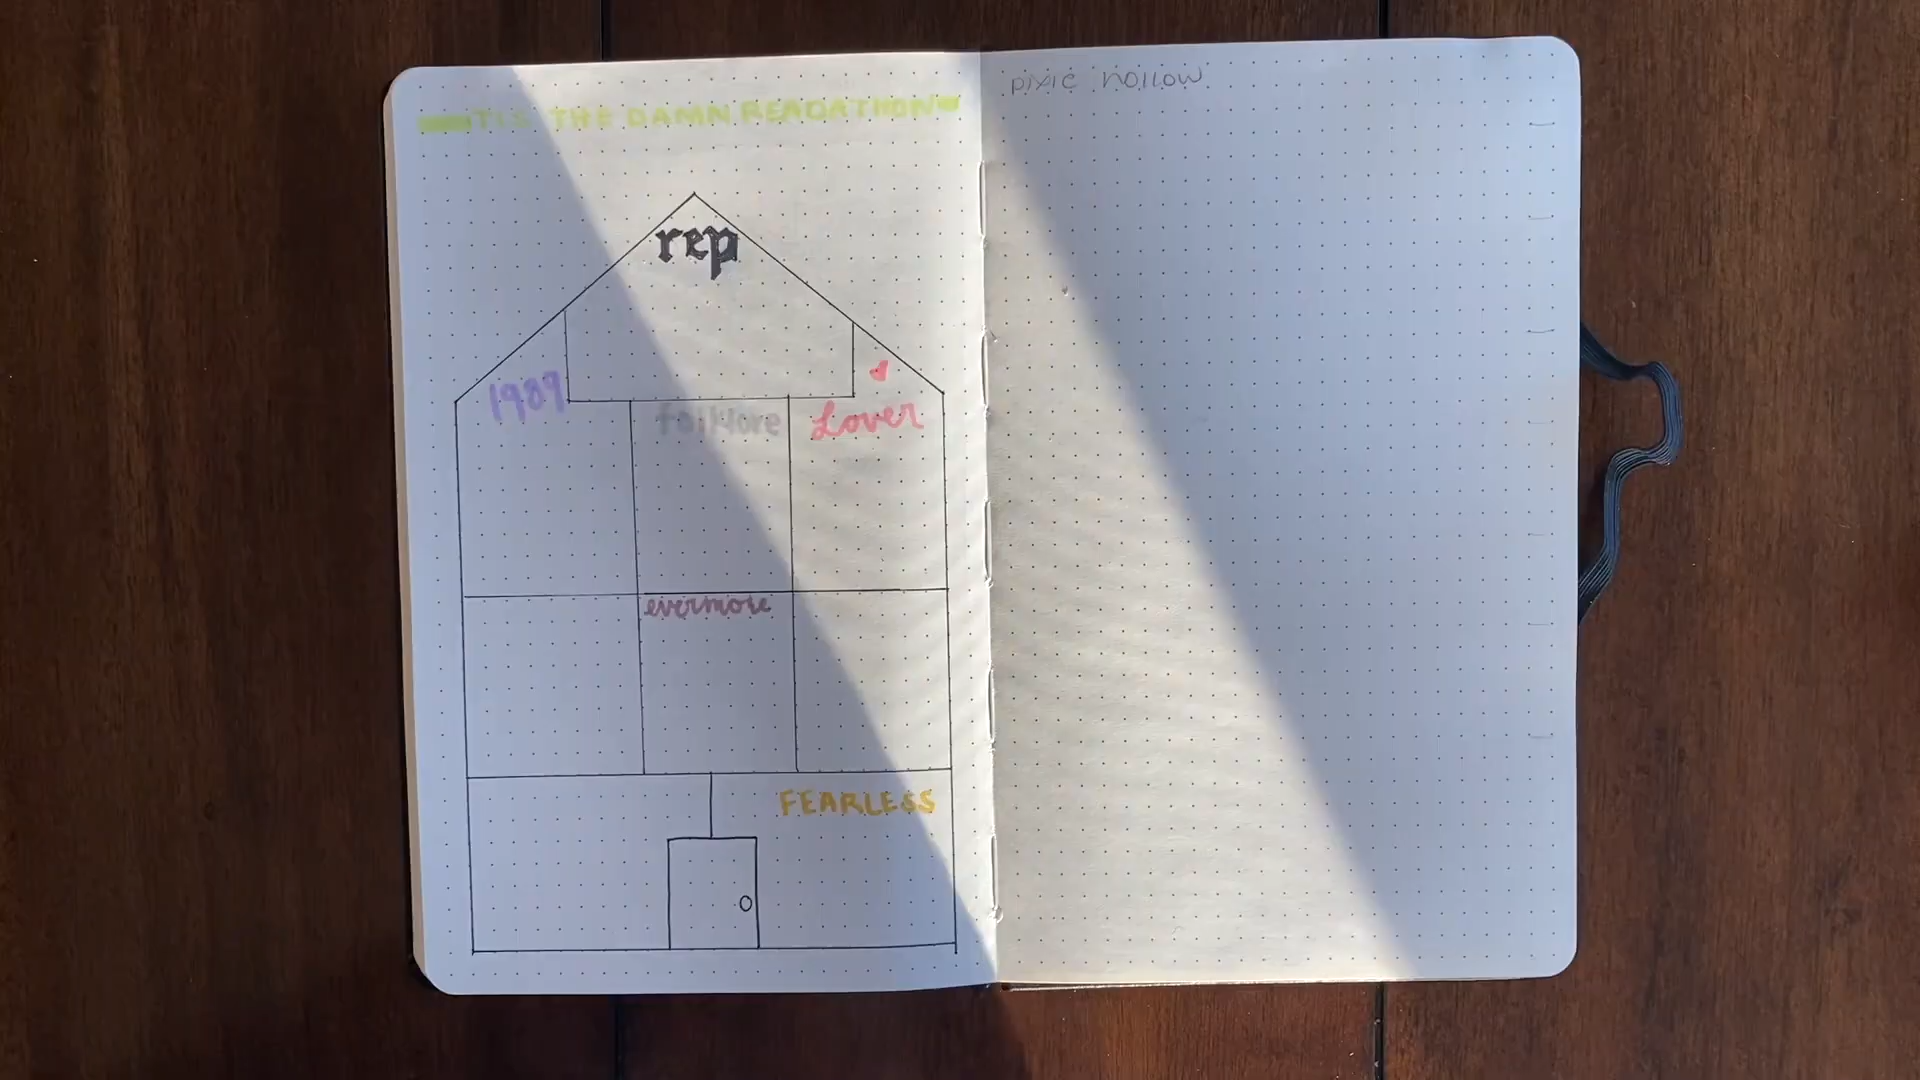 TIS THE DAMN READATHON
pixie hollow
rep
1989
folklore
Lover
evermore
FEARLESS